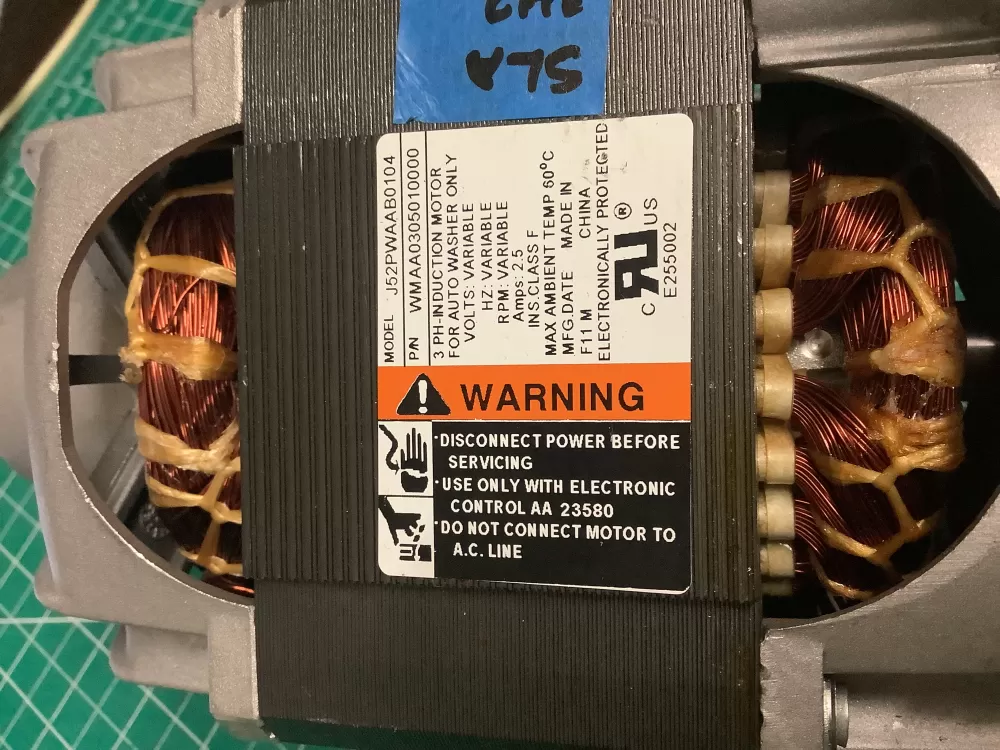 SLA
MODEL J52PWAAB0104
P/N WMAA0305010000
3 PH-INDUCTION MOTOR
FOR AUTO WASHER ONLY
VOLTS: VARIABLE
HZ: VARIABLE
RPM: VARIABLE
Amps: 2.5
INS.CLASS F
MAX AMBIENT TEMP 60°C
MFG.DATE MADE IN
F11 M CHINA
ELECTRONICALLY PROTECTED
C RU ® US
E255002
WARNING
·DISCONNECT POWER BEFORE
SERVICING
·USE ONLY WITH ELECTRONIC
CONTROL AA 23580
·DO NOT CONNECT MOTOR TO
A.C. LINE